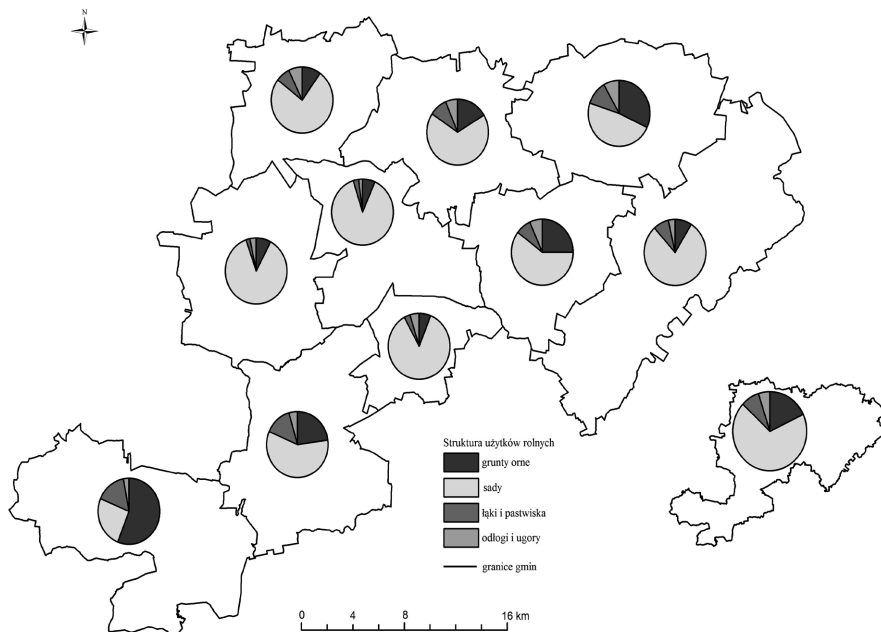 N
Struktura użytków rolnych
grunty orne
sady
łąki i pastwiska
odłogi i ugory
granice gmin
0 4 8 16 km